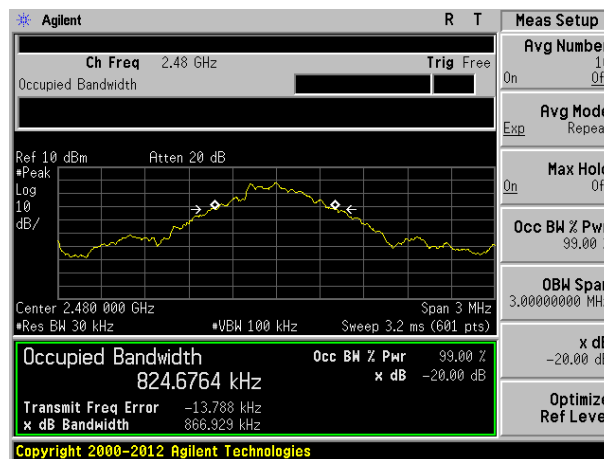 Agilent R T
Ch Freq 2.48 GHz Trig Free
Occupied Bandwidth
Ref 10 dBm Atten 20 dB
#Peak
Log
10
dB/
Center 2.480 000 GHz Span 3 MHz
#Res BW 30 kHz #VBW 100 kHz Sweep 3.2 ms (601 pts)
Occupied Bandwidth Occ BW % Pwr 99.00 %
824.6764 kHz x dB -20.00 dB
Transmit Freq Error -13.788 kHz
x dB Bandwidth 866.929 kHz
Copyright 2000-2012 Agilent Technologies
Meas Setup
Avg Number
On
Avg Mode
Exp Repea
Max Hold
On Of
Occ BW % Pwr
99.00
OBW Span
3.00000000 MH
x dB
-20.00 dB
Optimize
Ref Level